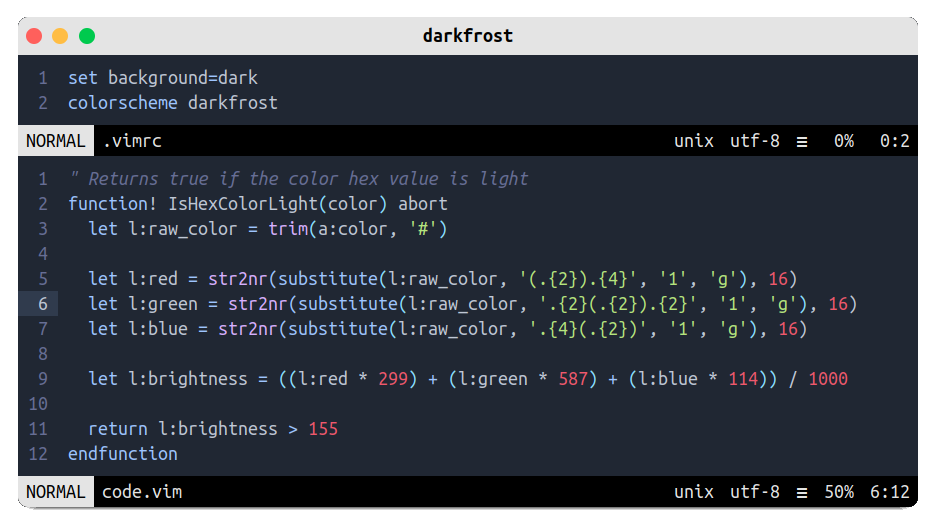 darkfrost
1 set background=dark
2 colorscheme darkfrost
NORMAL .vimrc unix utf-8 ≡ 0% 0:2
1 " Returns true if the color hex value is light
2 function! IsHexColorLight(color) abort
3   let l:raw_color = trim(a:color, '#')
4
5   let l:red = str2nr(substitute(l:raw_color, '(.{2}).{4}', '1', 'g'), 16)
6   let l:green = str2nr(substitute(l:raw_color, '.{2}(.{2}).{2}', '1', 'g'), 16)
7   let l:blue = str2nr(substitute(l:raw_color, '.{4}(.{2})', '1', 'g'), 16)
8
9   let l:brightness = ((l:red * 299) + (l:green * 587) + (l:blue * 114)) / 1000
10
11   return l:brightness > 155
12 endfunction
NORMAL code.vim unix utf-8 ≡ 50% 6:12